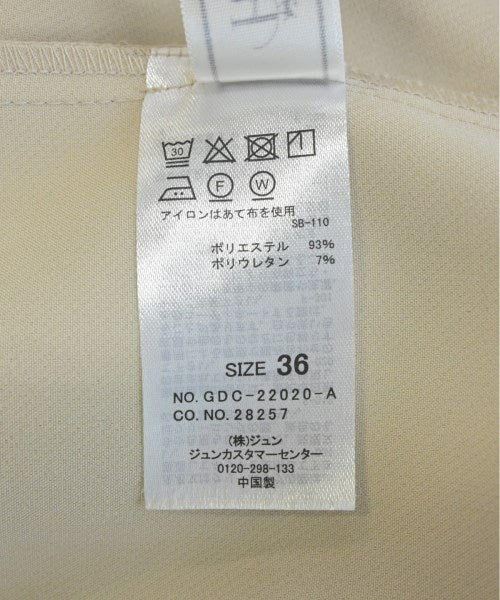 30
F W
アイロンはあて布を使用
SB-110
ポリエステル 93%
ポリウレタン 7%
SIZE 36
NO. GDC-22020-A
CO. NO. 28257
(株)ジュン
ジュンカスタマーセンター
0120-298-133
中国製